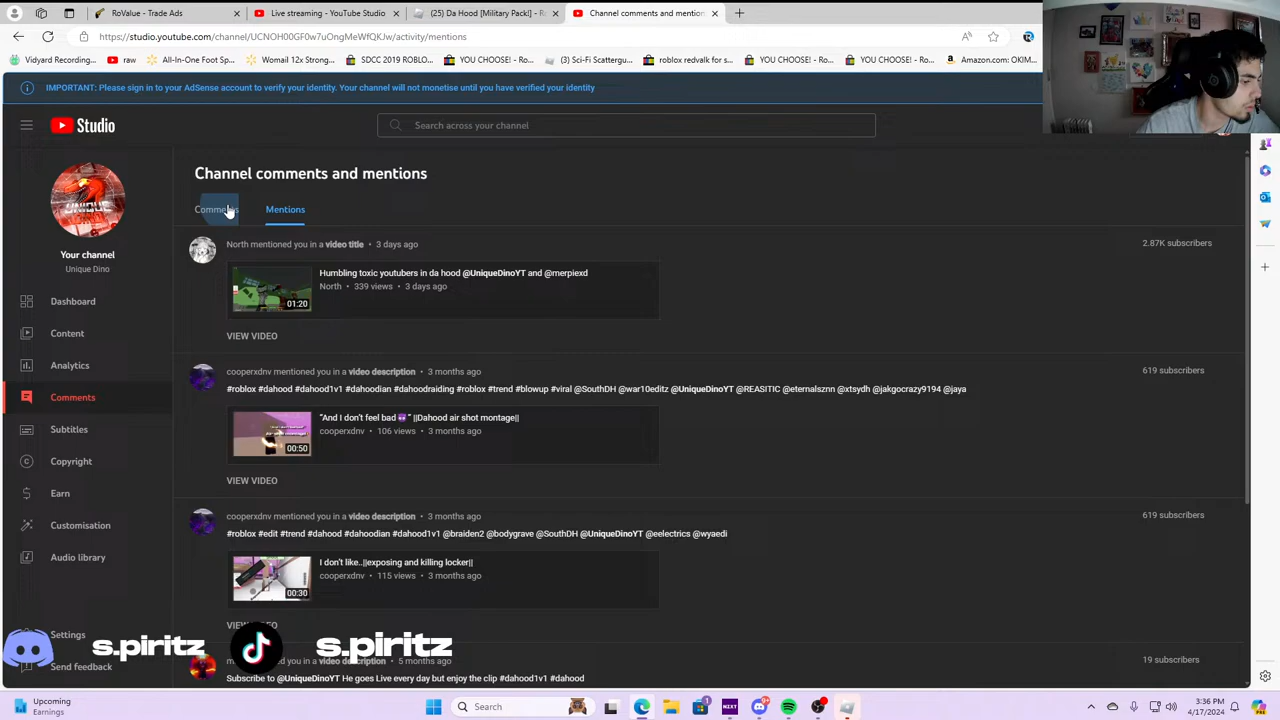 RoValue - Trade Ads
Live streaming - YouTube Studio
(25) Da Hood [Military Pack!] - R
Channel comments and mention
https://studio.youtube.com/channel/UCNOH00GF0w7uOngMeWfQKJw/activity/mentions
Vidyard Recording...
raw
All-In-One Foot Sp...
Womail 12x Strong...
SDCC 2019 ROBLO...
YOU CHOOSE! - Ro...
(3) Sci-Fi Scattergu...
roblox redvalk for s...
YOU CHOOSE! - Ro...
YOU CHOOSE! - Ro...
Amazon.com: OKIM...
IMPORTANT: Please sign in to your AdSense account to verify your identity. Your channel will not monetise until you have verified your identity
Studio
Search across your channel
Channel comments and mentions
Comments
Mentions
North mentioned you in a video title • 3 days ago
2.87K subscribers
Humbling toxic youtubers in da hood @UniqueDinoYT and @merpiexd
North • 339 views • 3 days ago
01:20
VIEW VIDEO
Your channel
Unique Dino
Dashboard
Content
Analytics
Comments
Subtitles
Copyright
Earn
Customisation
Audio library
Settings
Send feedback
cooperxdnv mentioned you in a video description • 3 months ago
619 subscribers
#roblox #dahood #dahood1v1 #dahoodian #dahoodraiding #roblox #trend #blowup #viral @SouthDH @war10editz @UniqueDinoYT @REASITIC @eternalsznn @xtsydh @jakgocrazy9194 @jaya
"And I don't feel bad😈" ||Dahood air shot montage||
cooperxdnv • 106 views • 3 months ago
00:50
VIEW VIDEO
cooperxdnv mentioned you in a video description • 3 months ago
619 subscribers
#roblox #edit #trend #dahood #dahoodian #dahood1v1 @braiden2 @bodygrave @SouthDH @UniqueDinoYT @eelectrics @wyaedi
I don't like..||exposing and killing locker||
cooperxdnv • 115 views • 3 months ago
00:30
VIEW VIDEO
s.piritz
s.piritz
mentioned you in a video description • 5 months ago
19 subscribers
Subscribe to @UniqueDinoYT He goes Live every day but enjoy the clip #dahood1v1 #dahood
Upcoming
Earnings
Search
NZXT
3:36 PM
4/17/2024